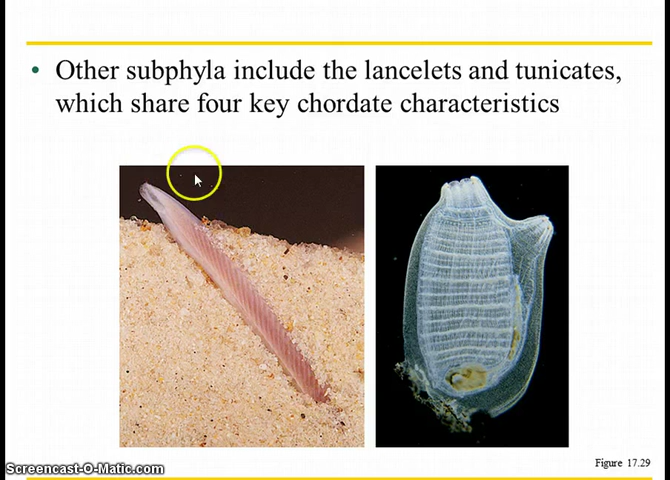 • Other subphyla include the lancelets and tunicates,
which share four key chordate characteristics
Figure 17.29
Screencast-O-Matic.com